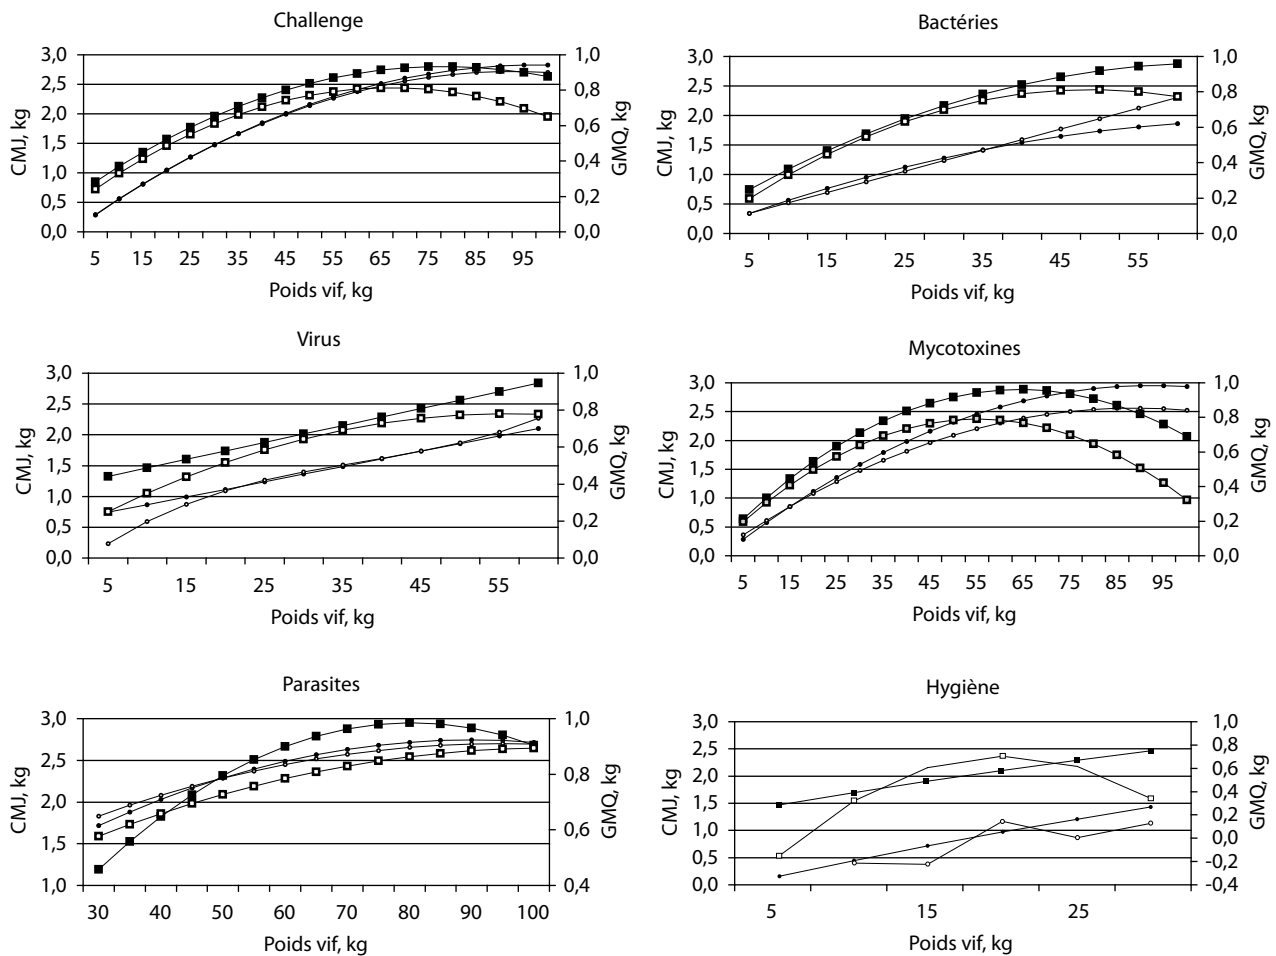 Challenge
3,0
2,5
2,0
1,5
1,0
0,5
0,0
CMJ, kg
1,0
0,8
0,6
0,4
0,2
0,0
GMQ, kg
5 15 25 35 45 55 65 75 85 95
Poids vif, kg
Bactéries
3,0
2,5
2,0
1,5
1,0
0,5
0,0
CMJ, kg
1,0
0,8
0,6
0,4
0,2
0,0
GMQ, kg
5 15 25 35 45 55
Poids vif, kg
Virus
3,0
2,5
2,0
1,5
1,0
0,5
0,0
CMJ, kg
1,0
0,8
0,6
0,4
0,2
0,0
GMQ, kg
5 15 25 35 45 55
Poids vif, kg
Mycotoxines
3,0
2,5
2,0
1,5
1,0
0,5
0,0
CMJ, kg
1,0
0,8
0,6
0,4
0,2
0,0
GMQ, kg
5 15 25 35 45 55 65 75 85 95
Poids vif, kg
Parasites
3,0
2,5
2,0
1,5
1,0
CMJ, kg
1,0
0,8
0,6
0,4
GMQ, kg
30 40 50 60 70 80 90 100
Poids vif, kg
Hygiène
3,0
2,5
2,0
1,5
1,0
0,5
0,0
CMJ, kg
1,0
0,8
0,6
0,4
0,2
0,0
-0,2
-0,4
GMQ, kg
5 15 25
Poids vif, kg